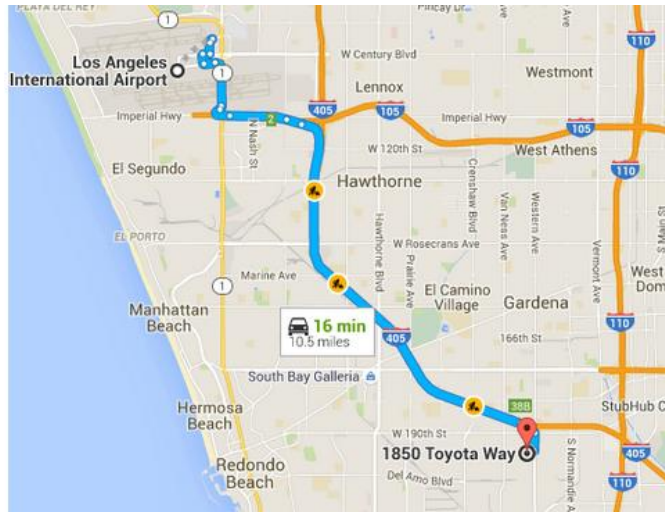 PLAYA DEL REY
1
Pincay Dr
110
Los Angeles
International Airport
W Century Blvd
1
Westmont
Lennox
405
105
Imperial Hwy
2
N Nash St
Imperial Hwy
105
W 120th St
West Athens
110
El Segundo
Hawthorne
Crenshaw Blvd
Van Ness Ave
Western Ave
EL PORTO
W Rosecrans Ave
Hawthorne Blvd
Prairie Ave
Vermont Ave
S Main St
West
Dom
1
Marine Ave
El Camino
Village
Gardena
Manhattan
Beach
16 min
10.5 miles
405
166th St
110
South Bay Galleria
38B
StubHub C
Hermosa
Beach
W 190th St
1850 Toyota Way
S Normandie Av
405
Redondo
Beach
Del Amo Blvd
110